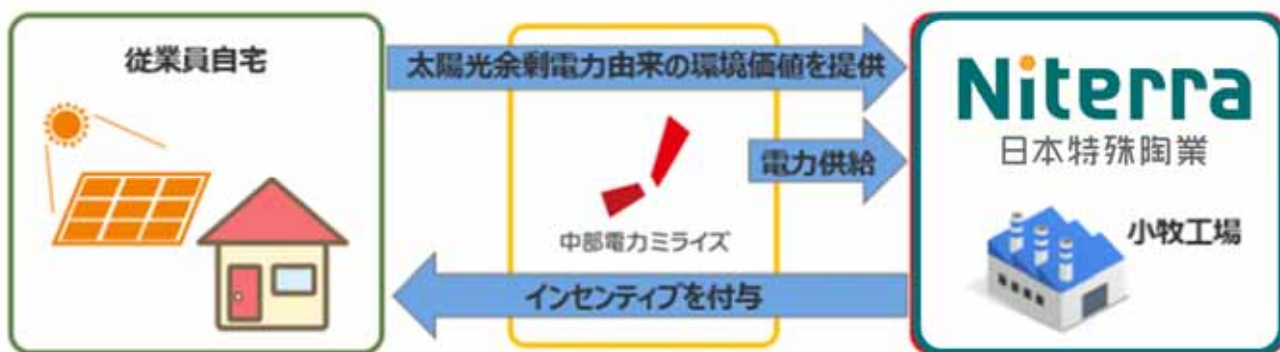 従業員自宅
太陽光余剰電力由来の環境価値を提供
Niterra
日本特殊陶業
電力供給
中部電力ミライズ
小牧工場
インセンティブを付与